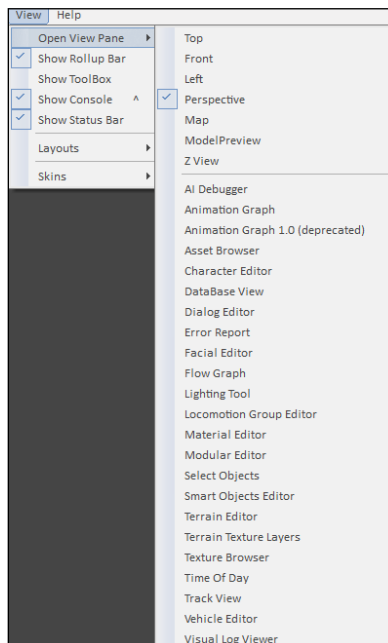 View Help
Open View Pane
Show Rollup Bar
Show ToolBox
Show Console ^
Show Status Bar
Layouts
Skins
Top
Front
Left
Perspective
Map
ModelPreview
Z View
AI Debugger
Animation Graph
Animation Graph 1.0 (deprecated)
Asset Browser
Character Editor
DataBase View
Dialog Editor
Error Report
Facial Editor
Flow Graph
Lighting Tool
Locomotion Group Editor
Material Editor
Modular Editor
Select Objects
Smart Objects Editor
Terrain Editor
Terrain Texture Layers
Texture Browser
Time Of Day
Track View
Vehicle Editor
Visual Log Viewer